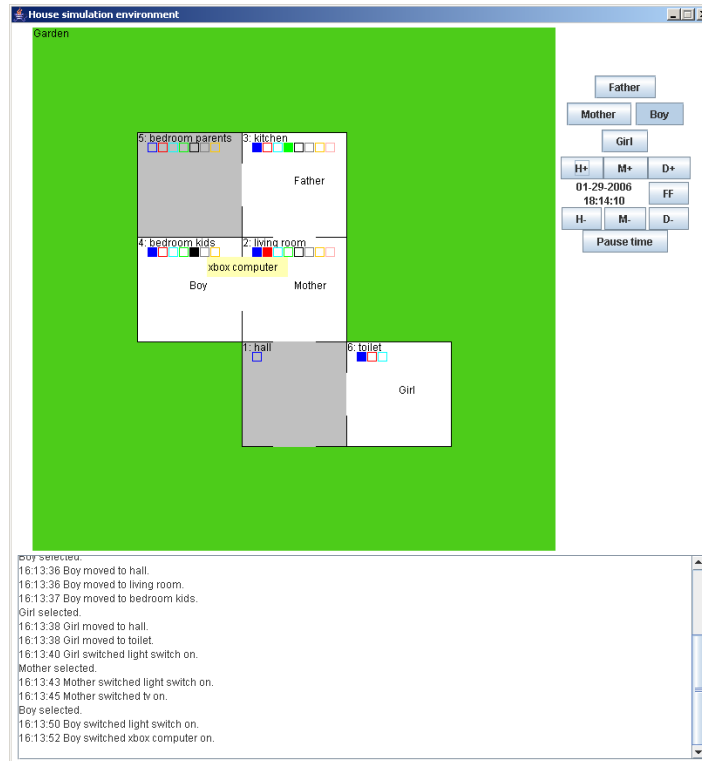 House simulation environment
Garden
5: bedroom parents
3: kitchen
Father
4: bedroom kids
2: living room
xbox computer
Boy
Mother
1: hall
6: toilet
Girl
Father
Mother
Boy
Girl
H+
M+
D+
01-29-2006
18:14:10
FF
H-
M-
D-
Pause time
Boy selected.
16:13:36 Boy moved to hall.
16:13:36 Boy moved to living room.
16:13:37 Boy moved to bedroom kids.
Girl selected.
16:13:38 Girl moved to hall.
16:13:38 Girl moved to toilet.
16:13:40 Girl switched light switch on.
Mother selected.
16:13:43 Mother switched light switch on.
16:13:45 Mother switched tv on.
Boy selected.
16:13:50 Boy switched light switch on.
16:13:52 Boy switched xbox computer on.